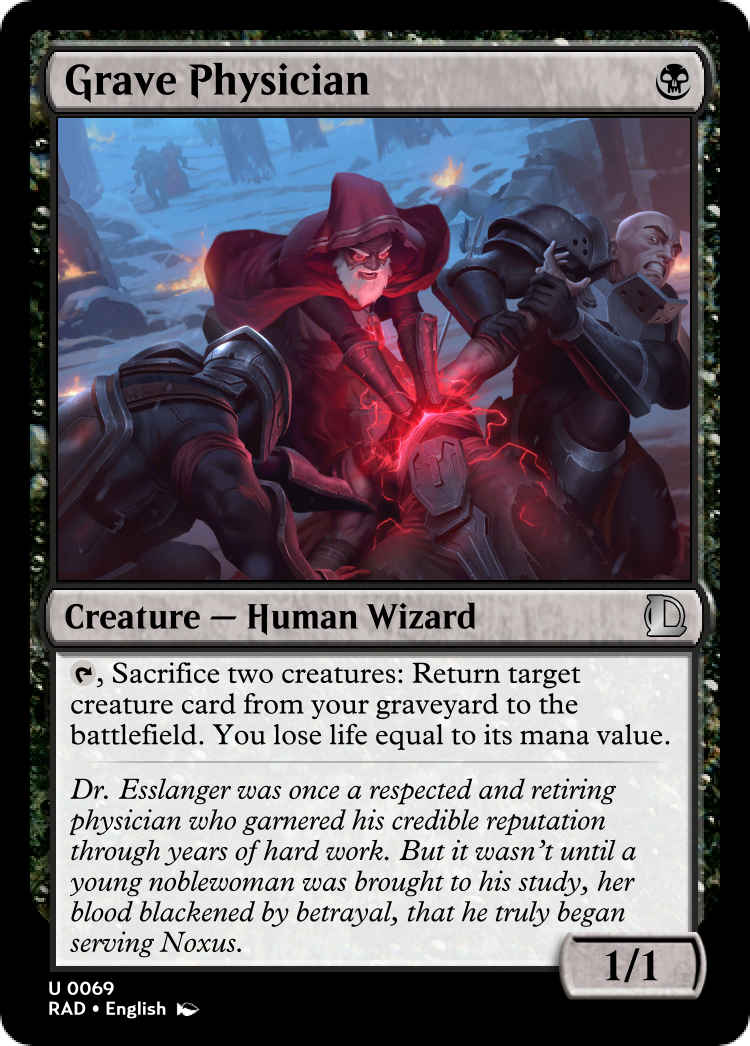 Grave Physician
Creature — Human Wizard
, Sacrifice two creatures: Return target
creature card from your graveyard to the
battlefield. You lose life equal to its mana value.
Dr. Esslanger was once a respected and retiring
physician who garnered his credible reputation
through years of hard work. But it wasn't until a
young noblewoman was brought to his study, her
blood blackened by betrayal, that he truly began
serving Noxus.
1/1
U 0069
RAD • English